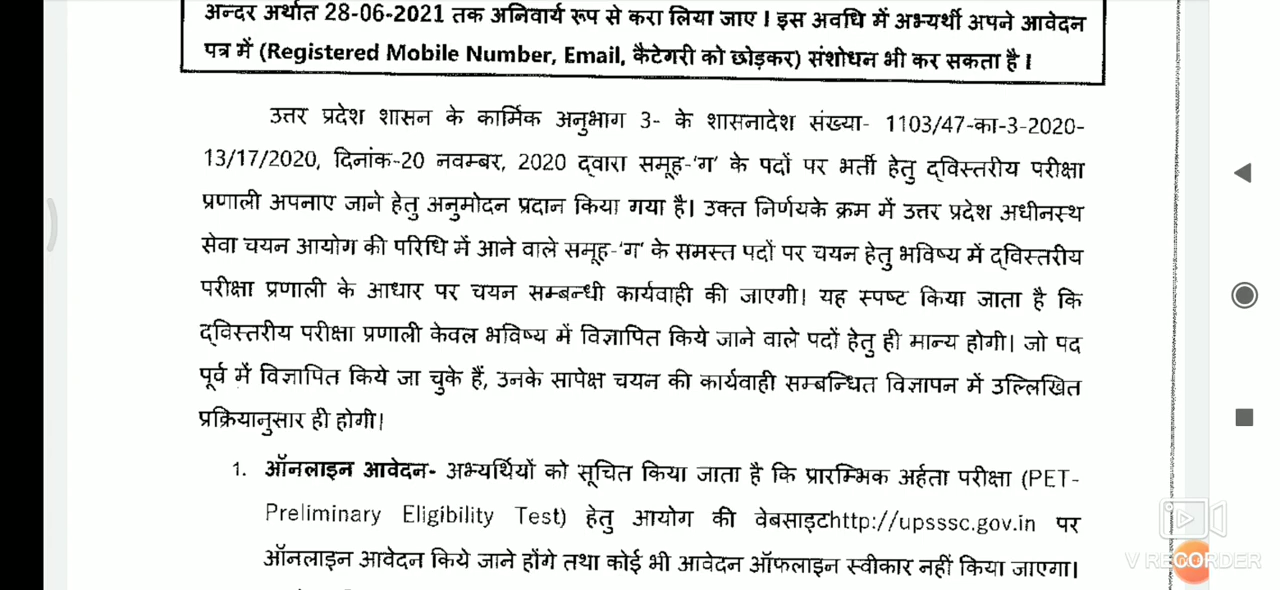 अन्दर अर्थात 28-06-2021 तक अनिवार्य रूप से करा लिया जाए। इस अवधि में अभ्यर्थी अपने आवेदन
पत्र में (Registered Mobile Number, Email, कैटेगरी को छोड़कर) संशोधन भी कर सकता है।
उत्तर प्रदेश शासन के कार्मिक अनुभाग 3- के शासनादेश संख्या- 1103/47-का-3-2020-
13/17/2020, दिनांक-20 नवम्बर, 2020 द्वारा समूह-'ग' के पदों पर भर्ती हेतु द्विस्तरीय परीक्षा
प्रणाली अपनाए जाने हेतु अनुमोदन प्रदान किया गया है। उक्त निर्णयके क्रम में उत्तर प्रदेश अधीनस्थ
सेवा चयन आयोग की परिधि में आने वाले समूह-'ग' के समस्त पदों पर चयन हेतु भविष्य में द्विस्तरीय
परीक्षा प्रणाली के आधार पर चयन सम्बन्धी कार्यवाही की जाएगी। यह स्पष्ट किया जाता है कि
द्विस्तरीय परीक्षा प्रणाली केवल भविष्य में विज्ञापित किये जाने वाले पदों हेतु ही मान्य होगी। जो पद
पूर्व में विज्ञापित किये जा चुके हैं, उनके सापेक्ष चयन की कार्यवाही सम्बन्धित विज्ञापन में उल्लिखित
प्रक्रियानुसार ही होगी।
1. ऑनलाइन आवेदन- अभ्यर्थियों को सूचित किया जाता है कि प्रारम्भिक अर्हता परीक्षा (PET-
Preliminary Eligibility Test) हेतु आयोग की वेबसाइटhttp://upsssc.gov.in पर
ऑनलाइन आवेदन किये जाने होंगे तथा कोई भी आवेदन ऑफलाइन स्वीकार नहीं किया जाएगा।
V RECORDER